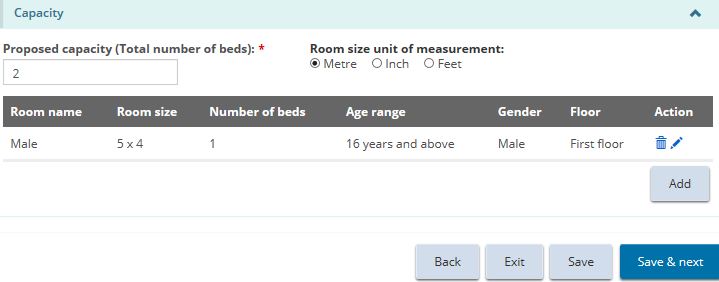 Capacity
Proposed capacity (Total number of beds): * Room size unit of measurement:
Metre Inch Feet
2
Room name Room size Number of beds Age range Gender Floor Action
Male 5 x 4 1 16 years and above Male First floor
Add
Back Exit Save Save & next